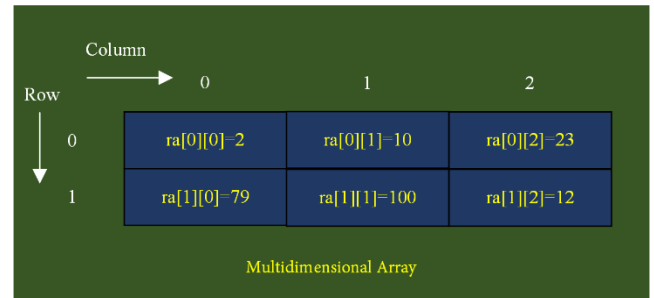 Column
0 1 2
Row
0 ra[0][0]=2 ra[0][1]=10 ra[0][2]=23
1 ra[1][0]=79 ra[1][1]=100 ra[1][2]=12
Multidimensional Array